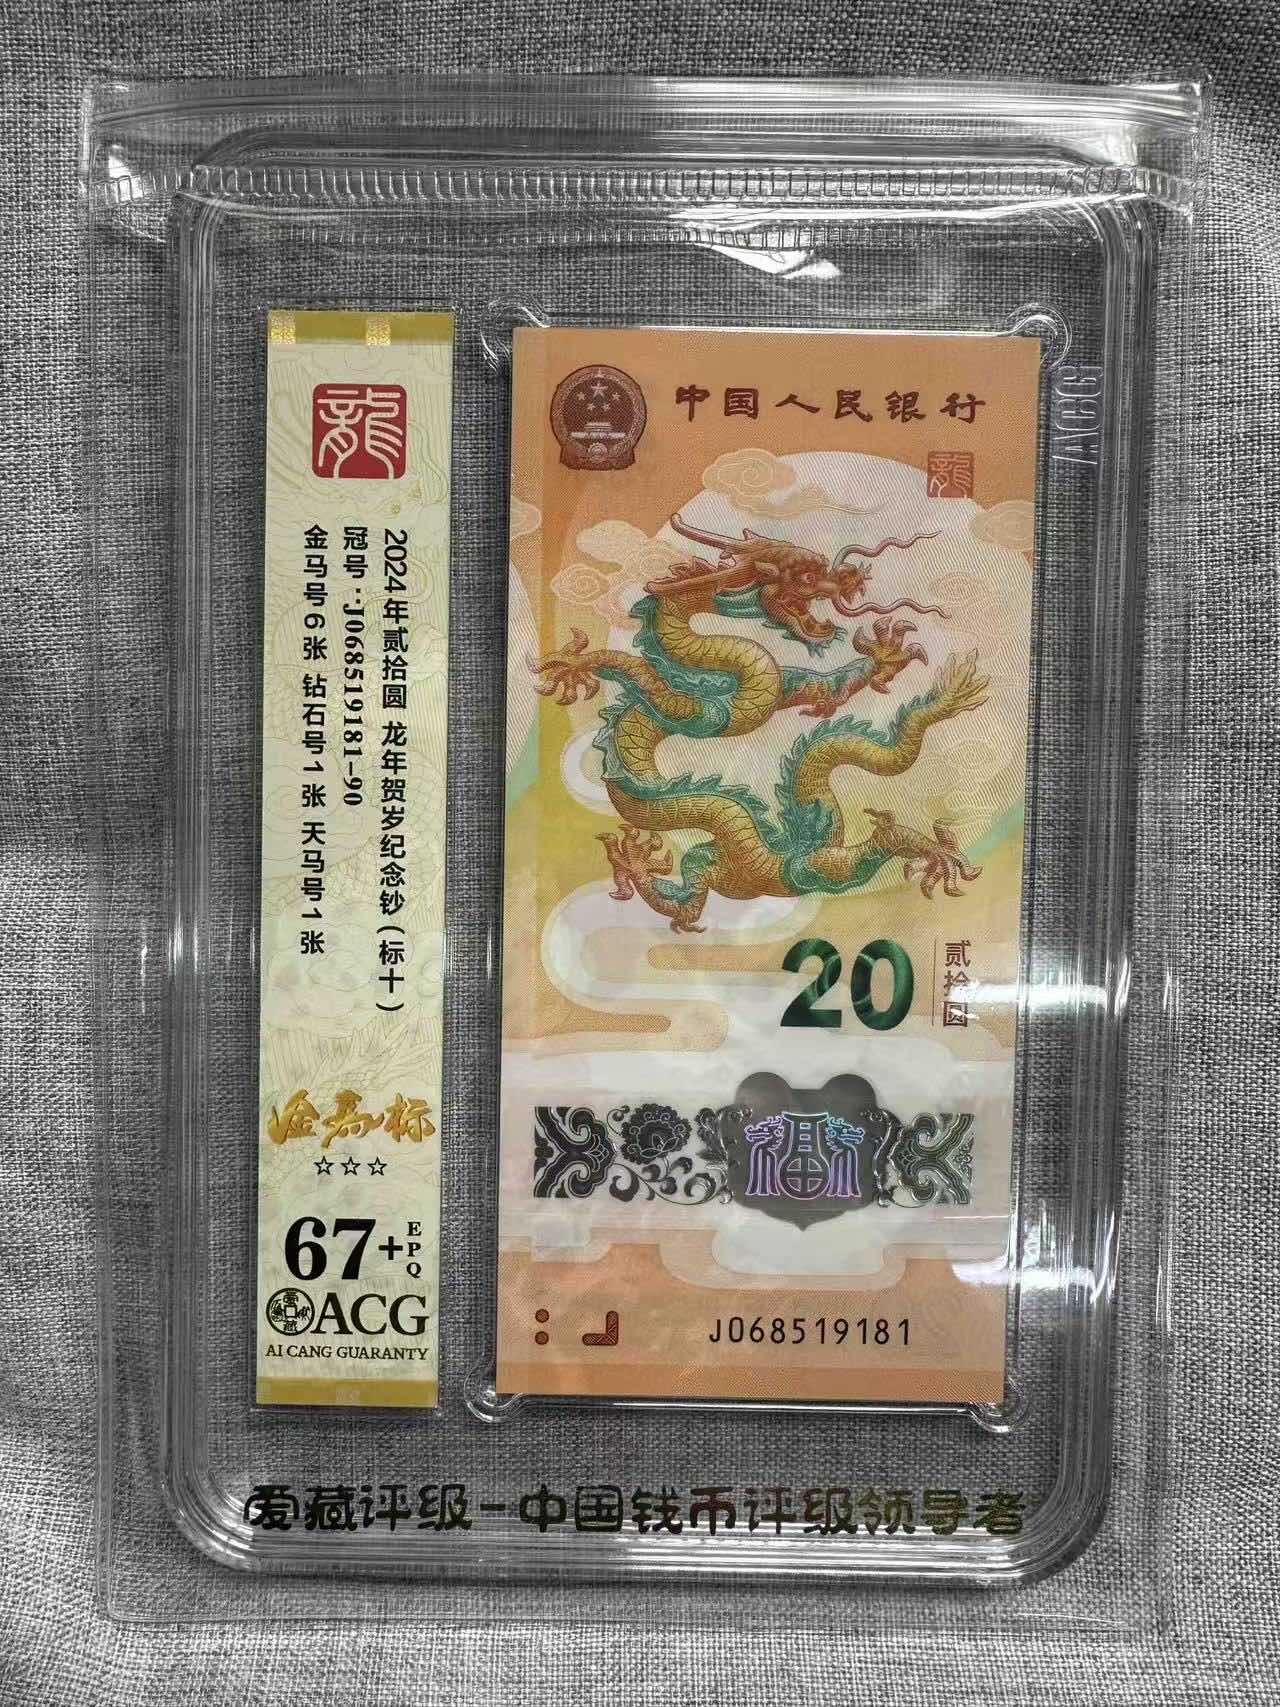 龍
2024年贰拾圆 龙年贺岁纪念钞(标十)
冠号:J068519181-90
金马号6张 钻石号1张 天马号1张
金马标
☆☆☆
67+EPQ
ACG
AI CANG GUARANTY
中国人民银行
龍
20
贰拾圆
福
J068519181
爱藏评级-中国钱币评级领导者